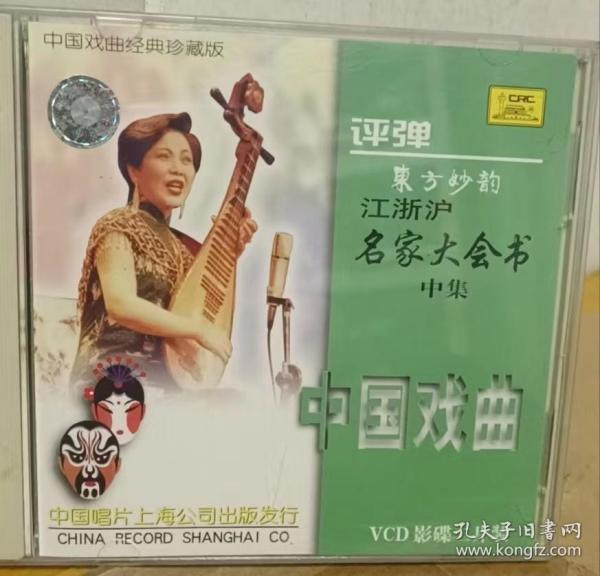 中国戏曲经典珍藏版
CRC
评弹
東方妙韵
江浙沪
名家大会书
中集
中国戏曲
中国唱片上海公司出版发行
CHINA RECORD SHANGHAI CO.
VCD 影碟
孔夫子旧书网
www.kongfz.com